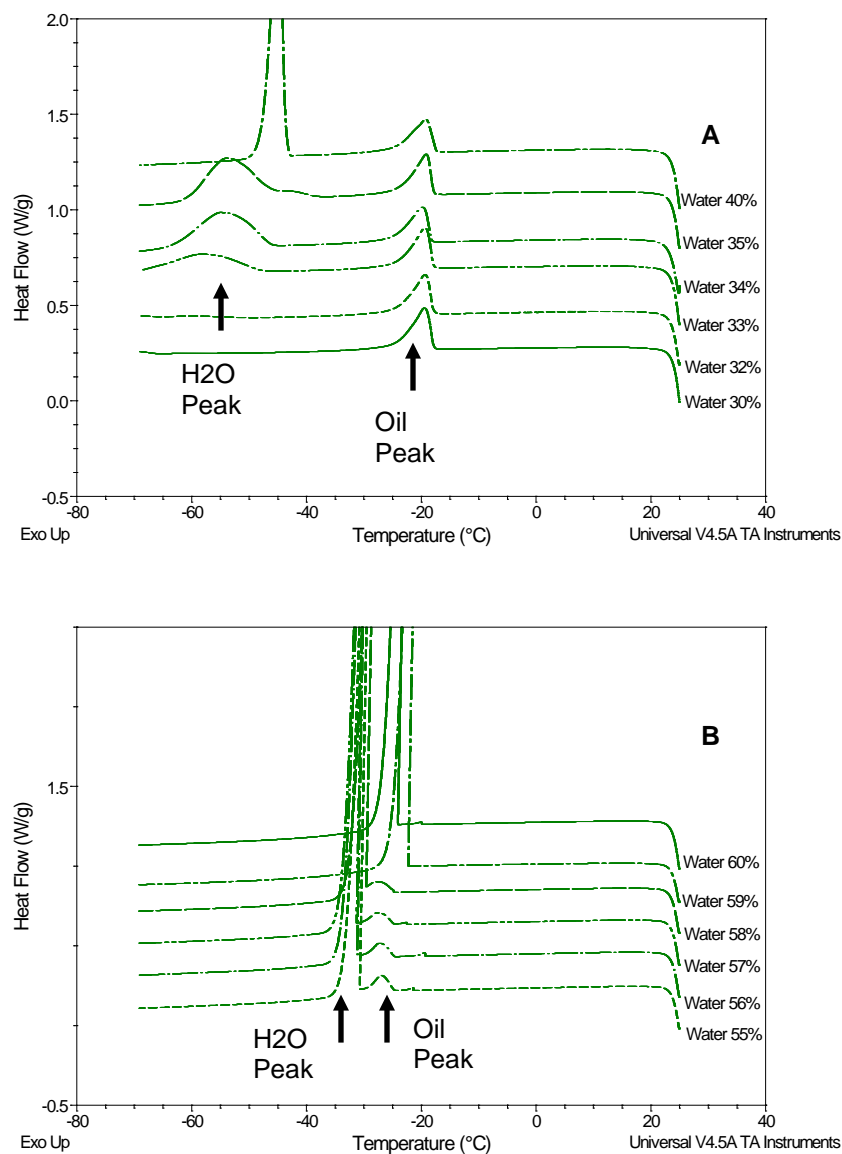 2.0
A
1.5
Water 40%
1.0
Water 35%
Heat Flow (W/g)
Water 34%
Water 33%
0.5
Water 32%
H2O
Peak
Oil
Peak
Water 30%
0.0
-0.5
-80 -60 -40 -20 0 20 40
Exo Up Temperature (°C) Universal V4.5A TA Instruments
B
1.5
Heat Flow (W/g)
Water 60%
Water 59%
Water 58%
Water 57%
Water 56%
Water 55%
H2O
Peak
Oil
Peak
-0.5
-80 -60 -40 -20 0 20 40
Exo Up Temperature (°C) Universal V4.5A TA Instruments